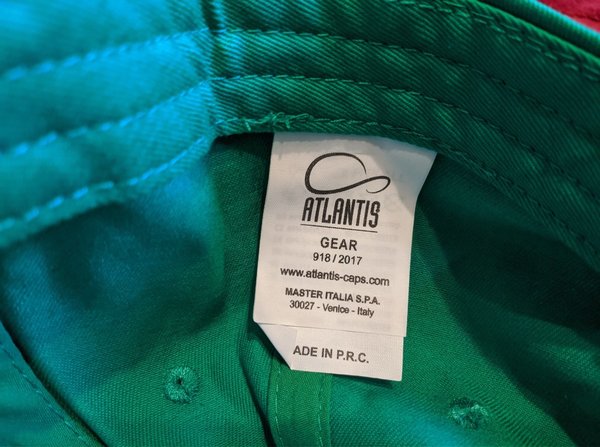 ATLANTIS
GEAR
918 / 2017
www.atlantis-caps.com
MASTER ITALIA S.P.A.
30027 - Venice - Italy
ADE IN P.R.C.